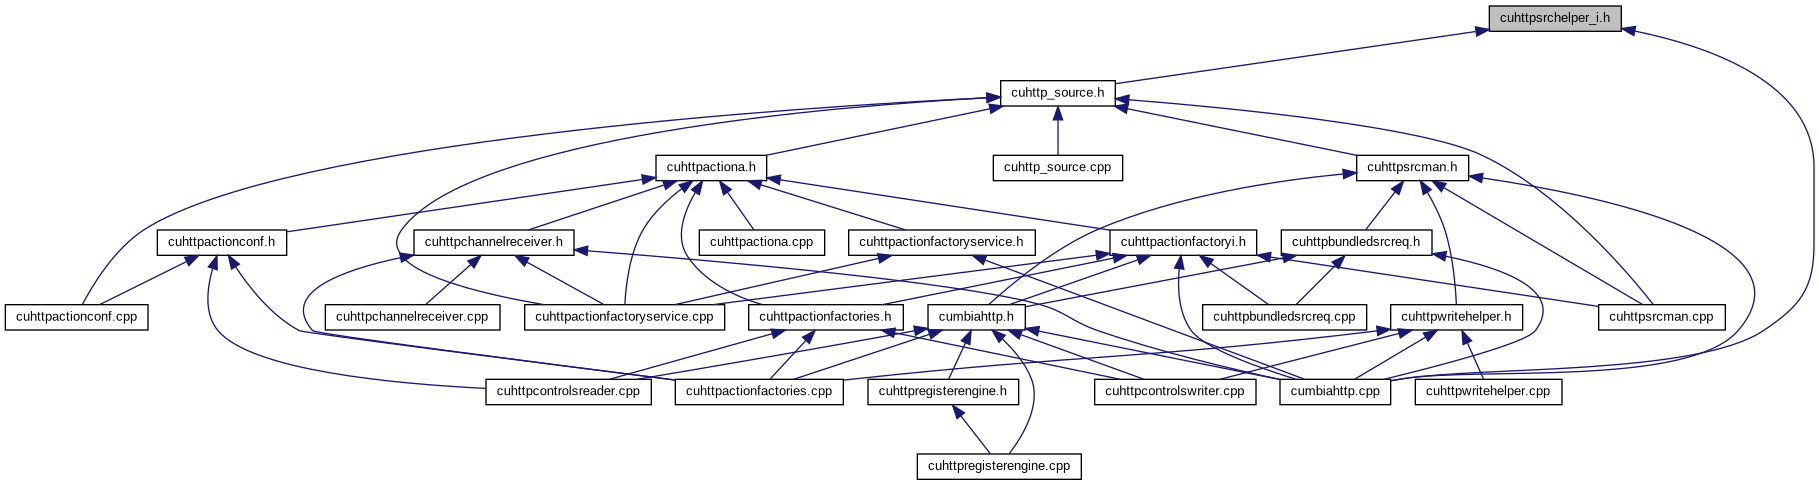 cuhttpsrchelper_i.h
cuhttp_source.h
cuhttpactiona.h
cuhttp_source.cpp
cuhttpsrcman.h
cuhttpactionconf.h
cuhttpchannelreceiver.h
cuhttpactiona.cpp
cuhttpactionfactoryservice.h
cuhttpactionfactoryi.h
cuhttpbundledsrcreq.h
cuhttpactionconf.cpp
cuhttpchannelreceiver.cpp
cuhttpactionfactoryservice.cpp
cuhttpactionfactories.h
cumbiahttp.h
cuhttpbundledsrcreq.cpp
cuhttpwritehelper.h
cuhttpsrcman.cpp
cuhttpcontrolsreader.cpp
cuhttpactionfactories.cpp
cuhttpregisterengine.h
cuhttpcontrolswriter.cpp
cumbiahttp.cpp
cuhttpwritehelper.cpp
cuhttpregisterengine.cpp